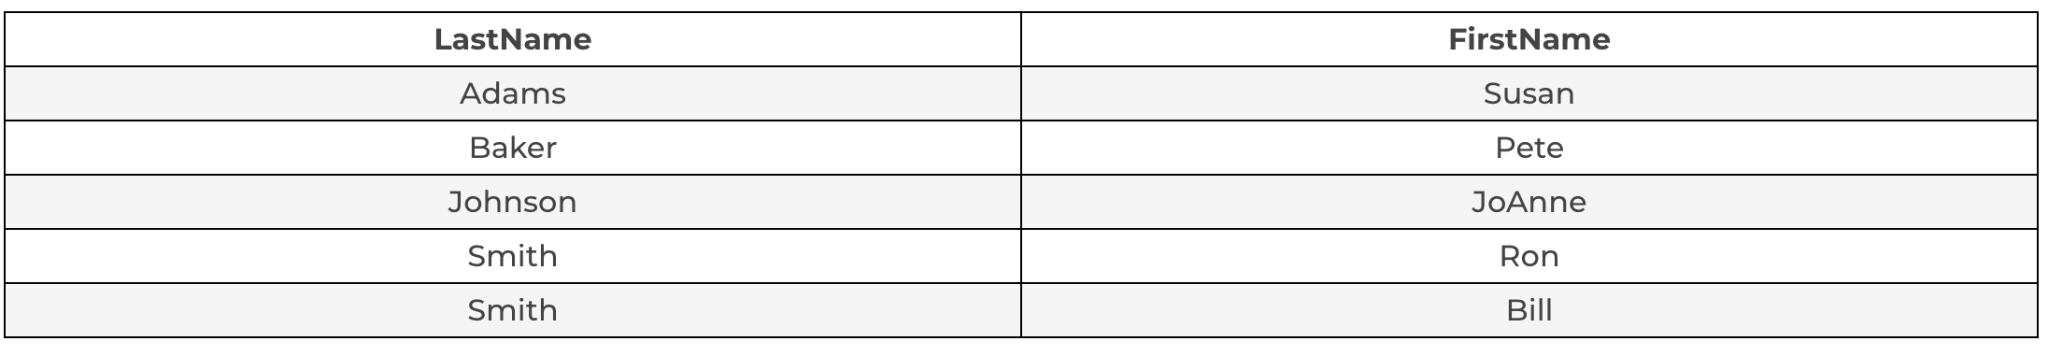 LastName FirstName
Adams Susan
Baker Pete
Johnson JoAnne
Smith Ron
Smith Bill